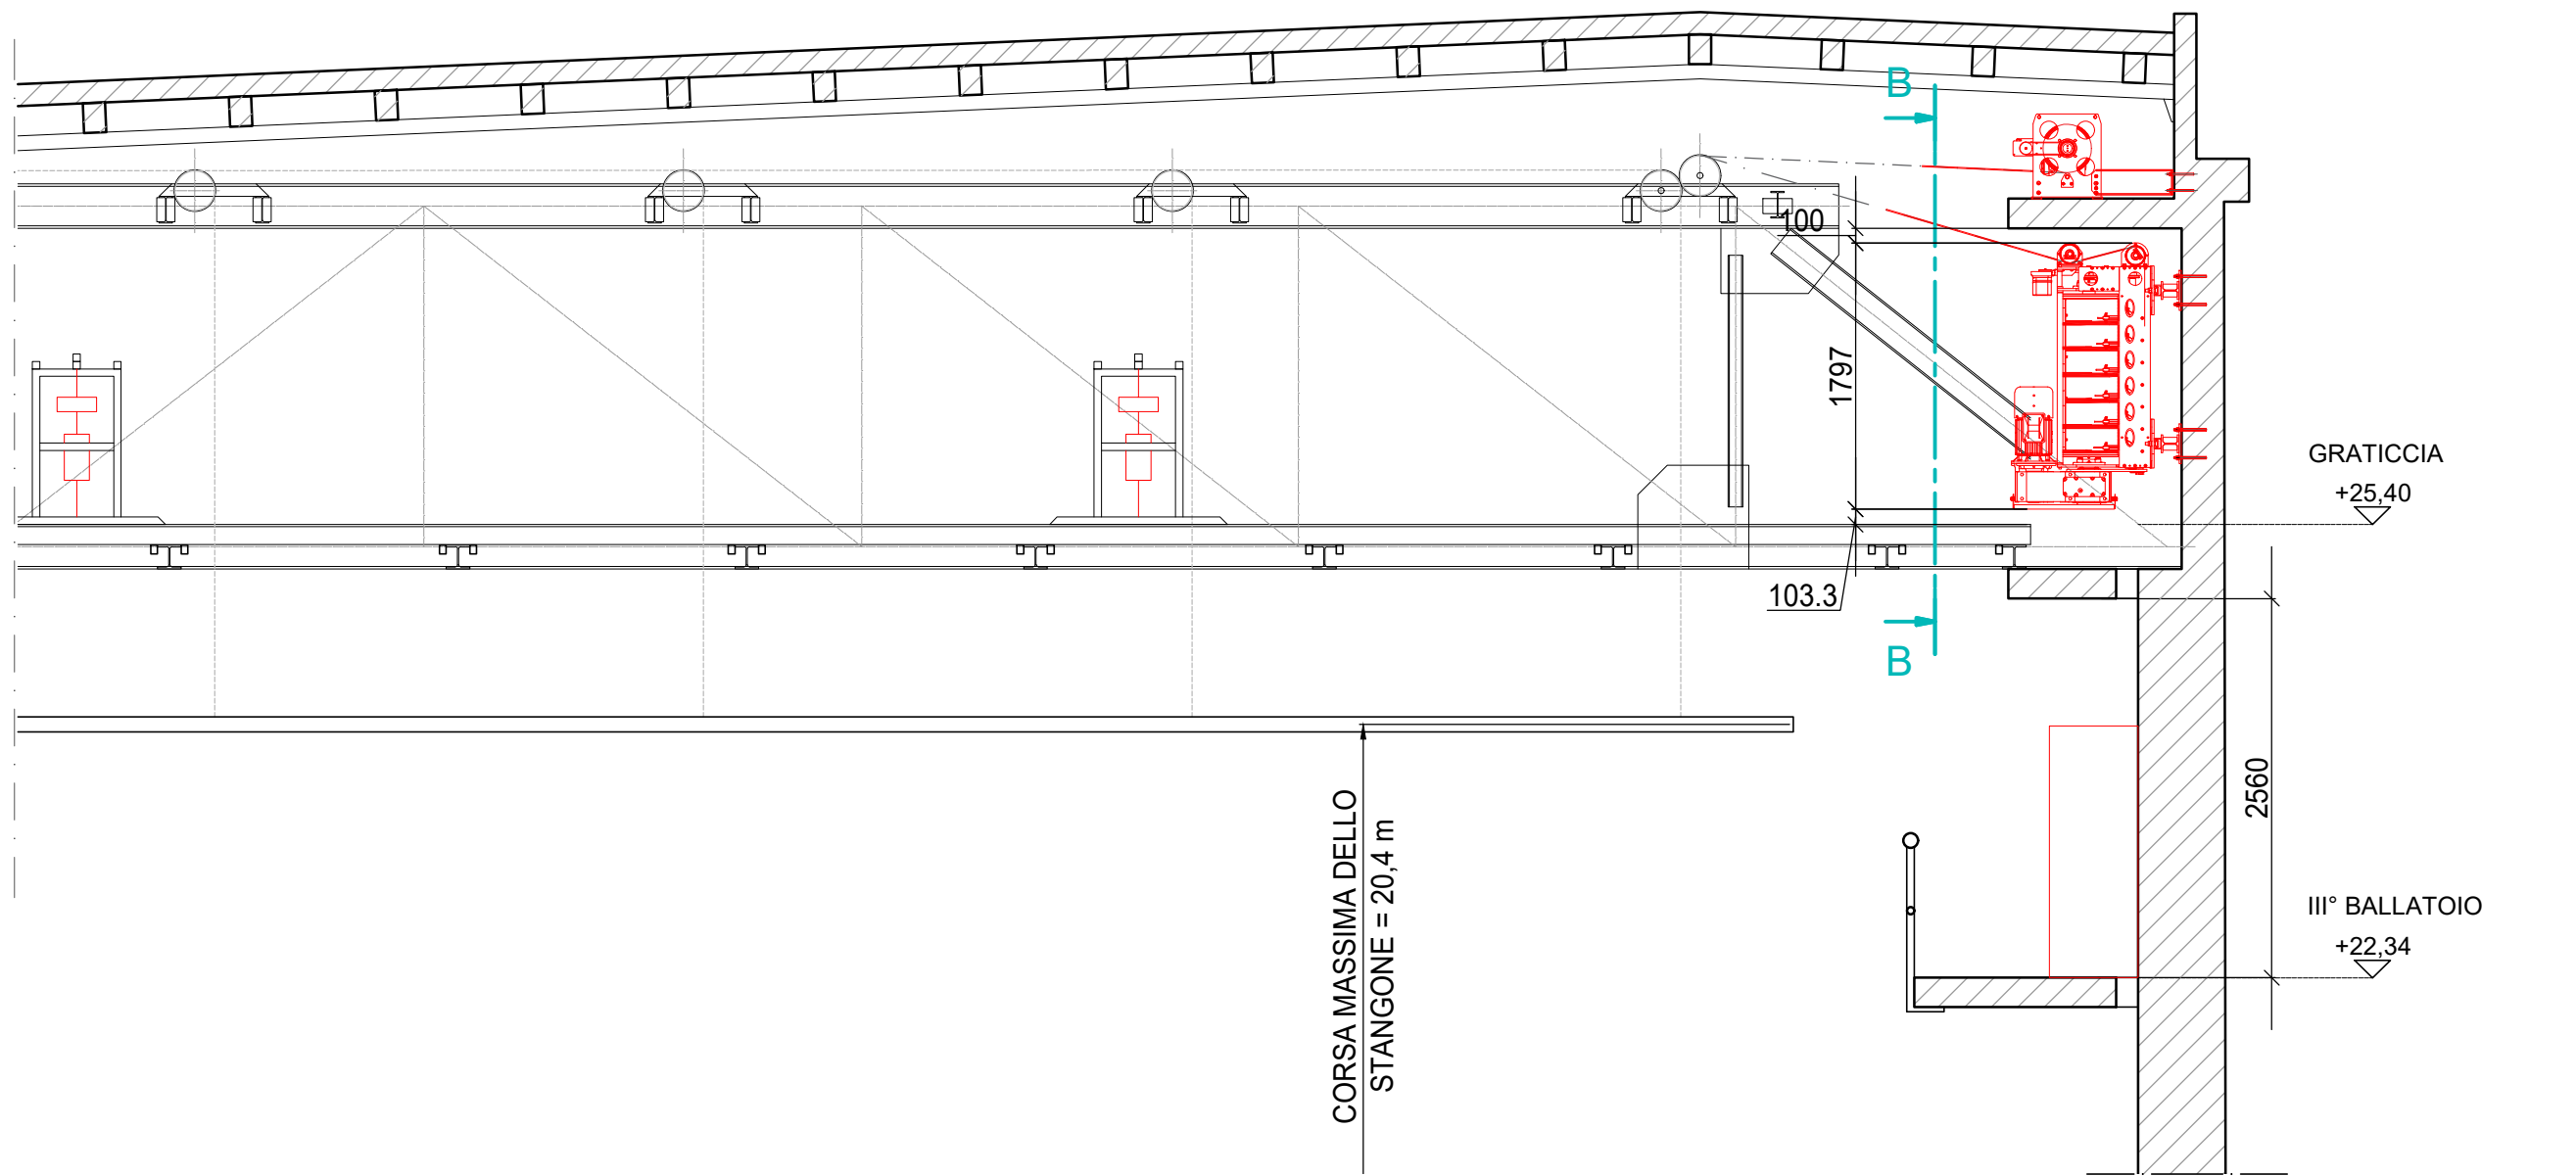 B
100
1797
GRATICCIA
+25,40
103.3
B
2560
CORSA MASSIMA DELLO
STANGONE = 20,4 m
III° BALLATOIO
+22,34